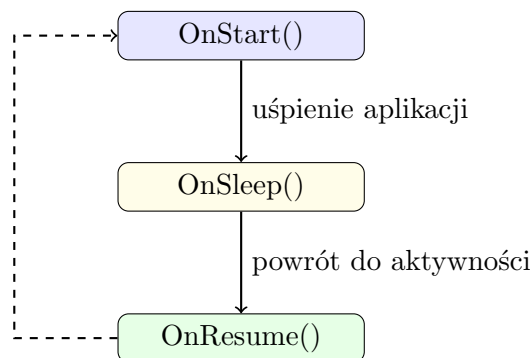 OnStart()
uśpienie aplikacji
OnSleep()
powrót do aktywności
OnResume()